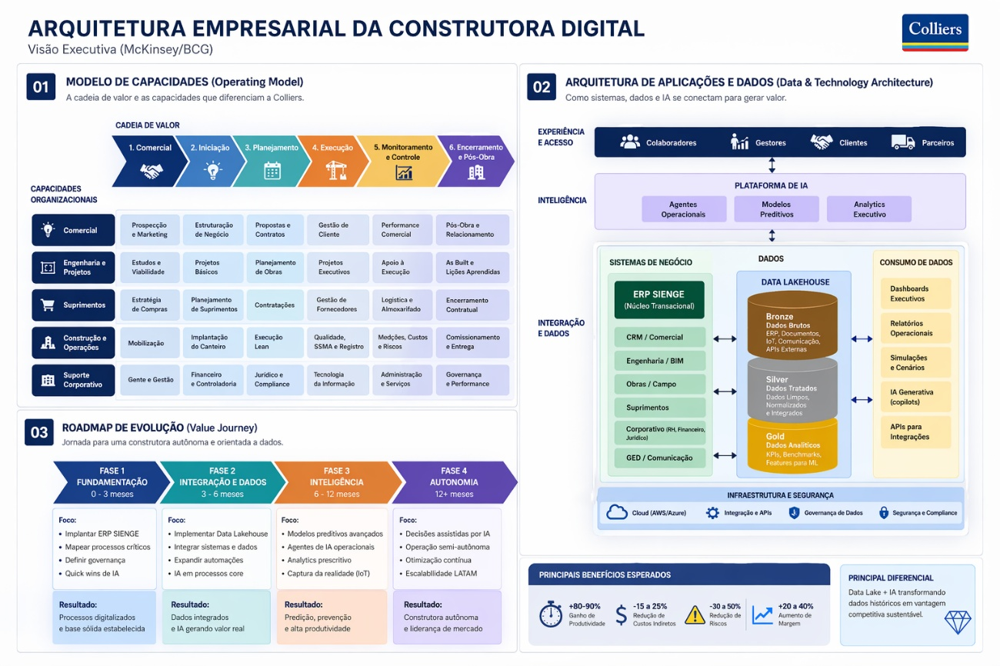 ARQUITETURA EMPRESARIAL DA CONSTRUTORA DIGITAL
Visão Executiva (McKinsey/BCG)
Colliers
01
MODELO DE CAPACIDADES (Operating Model)
A cadeia de valor e as capacidades que diferenciam a Colliers.
CADEIA DE VALOR
1. Comercial
2. Iniciação
3. Planejamento
4. Execução
5. Monitoramento
e Controle
6. Encerramento
e Pós-Obra
CAPACIDADES
ORGANIZACIONAIS
Comercial
Prospecção
e Marketing
Estruturação
de Negócio
Propostas e
Contratos
Gestão de
Cliente
Performance
Comercial
Pós-Obra e
Relacionamento
Engenharia e
Projetos
Estudos e
Viabilidade
Projetos
Básicos
Planejamento
de Obras
Projetos
Executivos
Apoio à
Execução
As Built e
Lições Aprendidas
Suprimentos
Estratégia
de Compras
Planejamento
de Suprimentos
Contratações
Gestão de
Fornecedores
Logística e
Almoxarifado
Encerramento
Contratual
Construção e
Operações
Mobilização
Implantação
do Canteiro
Execução
Lean
Qualidade,
SSMA e Registro
Medções, Custos
e Riscos
Comissionamento
e Entrega
Suporte
Corporativo
Gente e Gestão
Financeiro
e Controladoria
Jurídico e
Compliance
Tecnologia
da Informação
Administração
e Serviços
Governança
e Performance
02
ARQUITETURA DE APLICAÇÕES E DADOS (Data & Technology Architecture)
Como sistemas, dados e IA se conectam para gerar valor.
EXPERIÊNCIA
E ACESSO
Colaboradores
Gestores
Clientes
Parceiros
INTELIGÊNCIA
PLATAFORMA DE IA
Agentes
Operacionais
Modelos
Preditivos
Analytics
Executivo
INTEGRAÇÃO
E DADOS
SISTEMAS DE NEGÓCIO
ERP SIENGE
(Núcleo Transacional)
CRM / Comercial
Engenharia / BIM
Obras / Campo
Suprimentos
Corporativo (RH, Financeiro,
Jurídico)
GED / Comunicação
DADOS
DATA LAKEHOUSE
Bronze
Dados Brutos
ERP, Documentos,
IoT, Comunicação,
APIs Externas
Silver
Dados Tratados
Dados Limpos,
Normalizados
e Integrados
Gold
Dados Analíticos
KPIs, Benchmarks,
Features para ML
CONSUMO DE DADOS
Dashboards
Executivos
Relatórios
Operacionais
Simulações
e Cenários
IA Generativa
(copilots)
APIs para
Integrações
INFRAESTRUTURA E SEGURANÇA
Cloud (AWS/Azure)
Integração e APIs
Governança de Dados
Segurança e Compliance
03
ROADMAP DE EVOLUÇÃO (Value Journey)
Jornada para uma construtora autônoma e orientada a dados.
FASE 1
FUNDAMENTAÇÃO
0 - 3 meses
Foco:
• Implantar ERP SIENGE
• Mapear processos críticos
• Definir governança
• Quick wins de IA
Resultado:
Processos digitalizados
e base sólida estabelecida
FASE 2
INTEGRAÇÃO E DADOS
3 - 6 meses
Foco:
• Implementar Data Lakehouse
• Integrar sistemas e dados
• Expandir automações
• IA em processos core
Resultado:
Dados integrados
e IA gerando valor real
FASE 3
INTELIGÊNCIA
6 - 12 meses
Foco:
• Modelos preditivos avançados
• Agentes de IA operacionais
• Analytics prescritivo
• Captura da realidade (IoT)
Resultado:
Predição, prevenção
e alta produtividade
FASE 4
AUTONOMIA
12+ meses
Foco:
• Decisões assistidas por IA
• Operação semi-autônoma
• Otimização contínua
• Escalabllidade LATAM
Resultado:
Construtora autônoma
e liderança de mercado
PRINCIPAIS BENEFÍCIOS ESPERADOS
+80-90%
Ganho de
Produtividade
-15 a 25%
Redução de
Custos Indiretos
-30 a 50%
Redução de
Riscos
+20 a 40%
Aumento de
Margem
PRINCIPAL DIFERENCIAL
Data Lake + IA transformando
dados históricos em vantagem
competitiva sustentável.